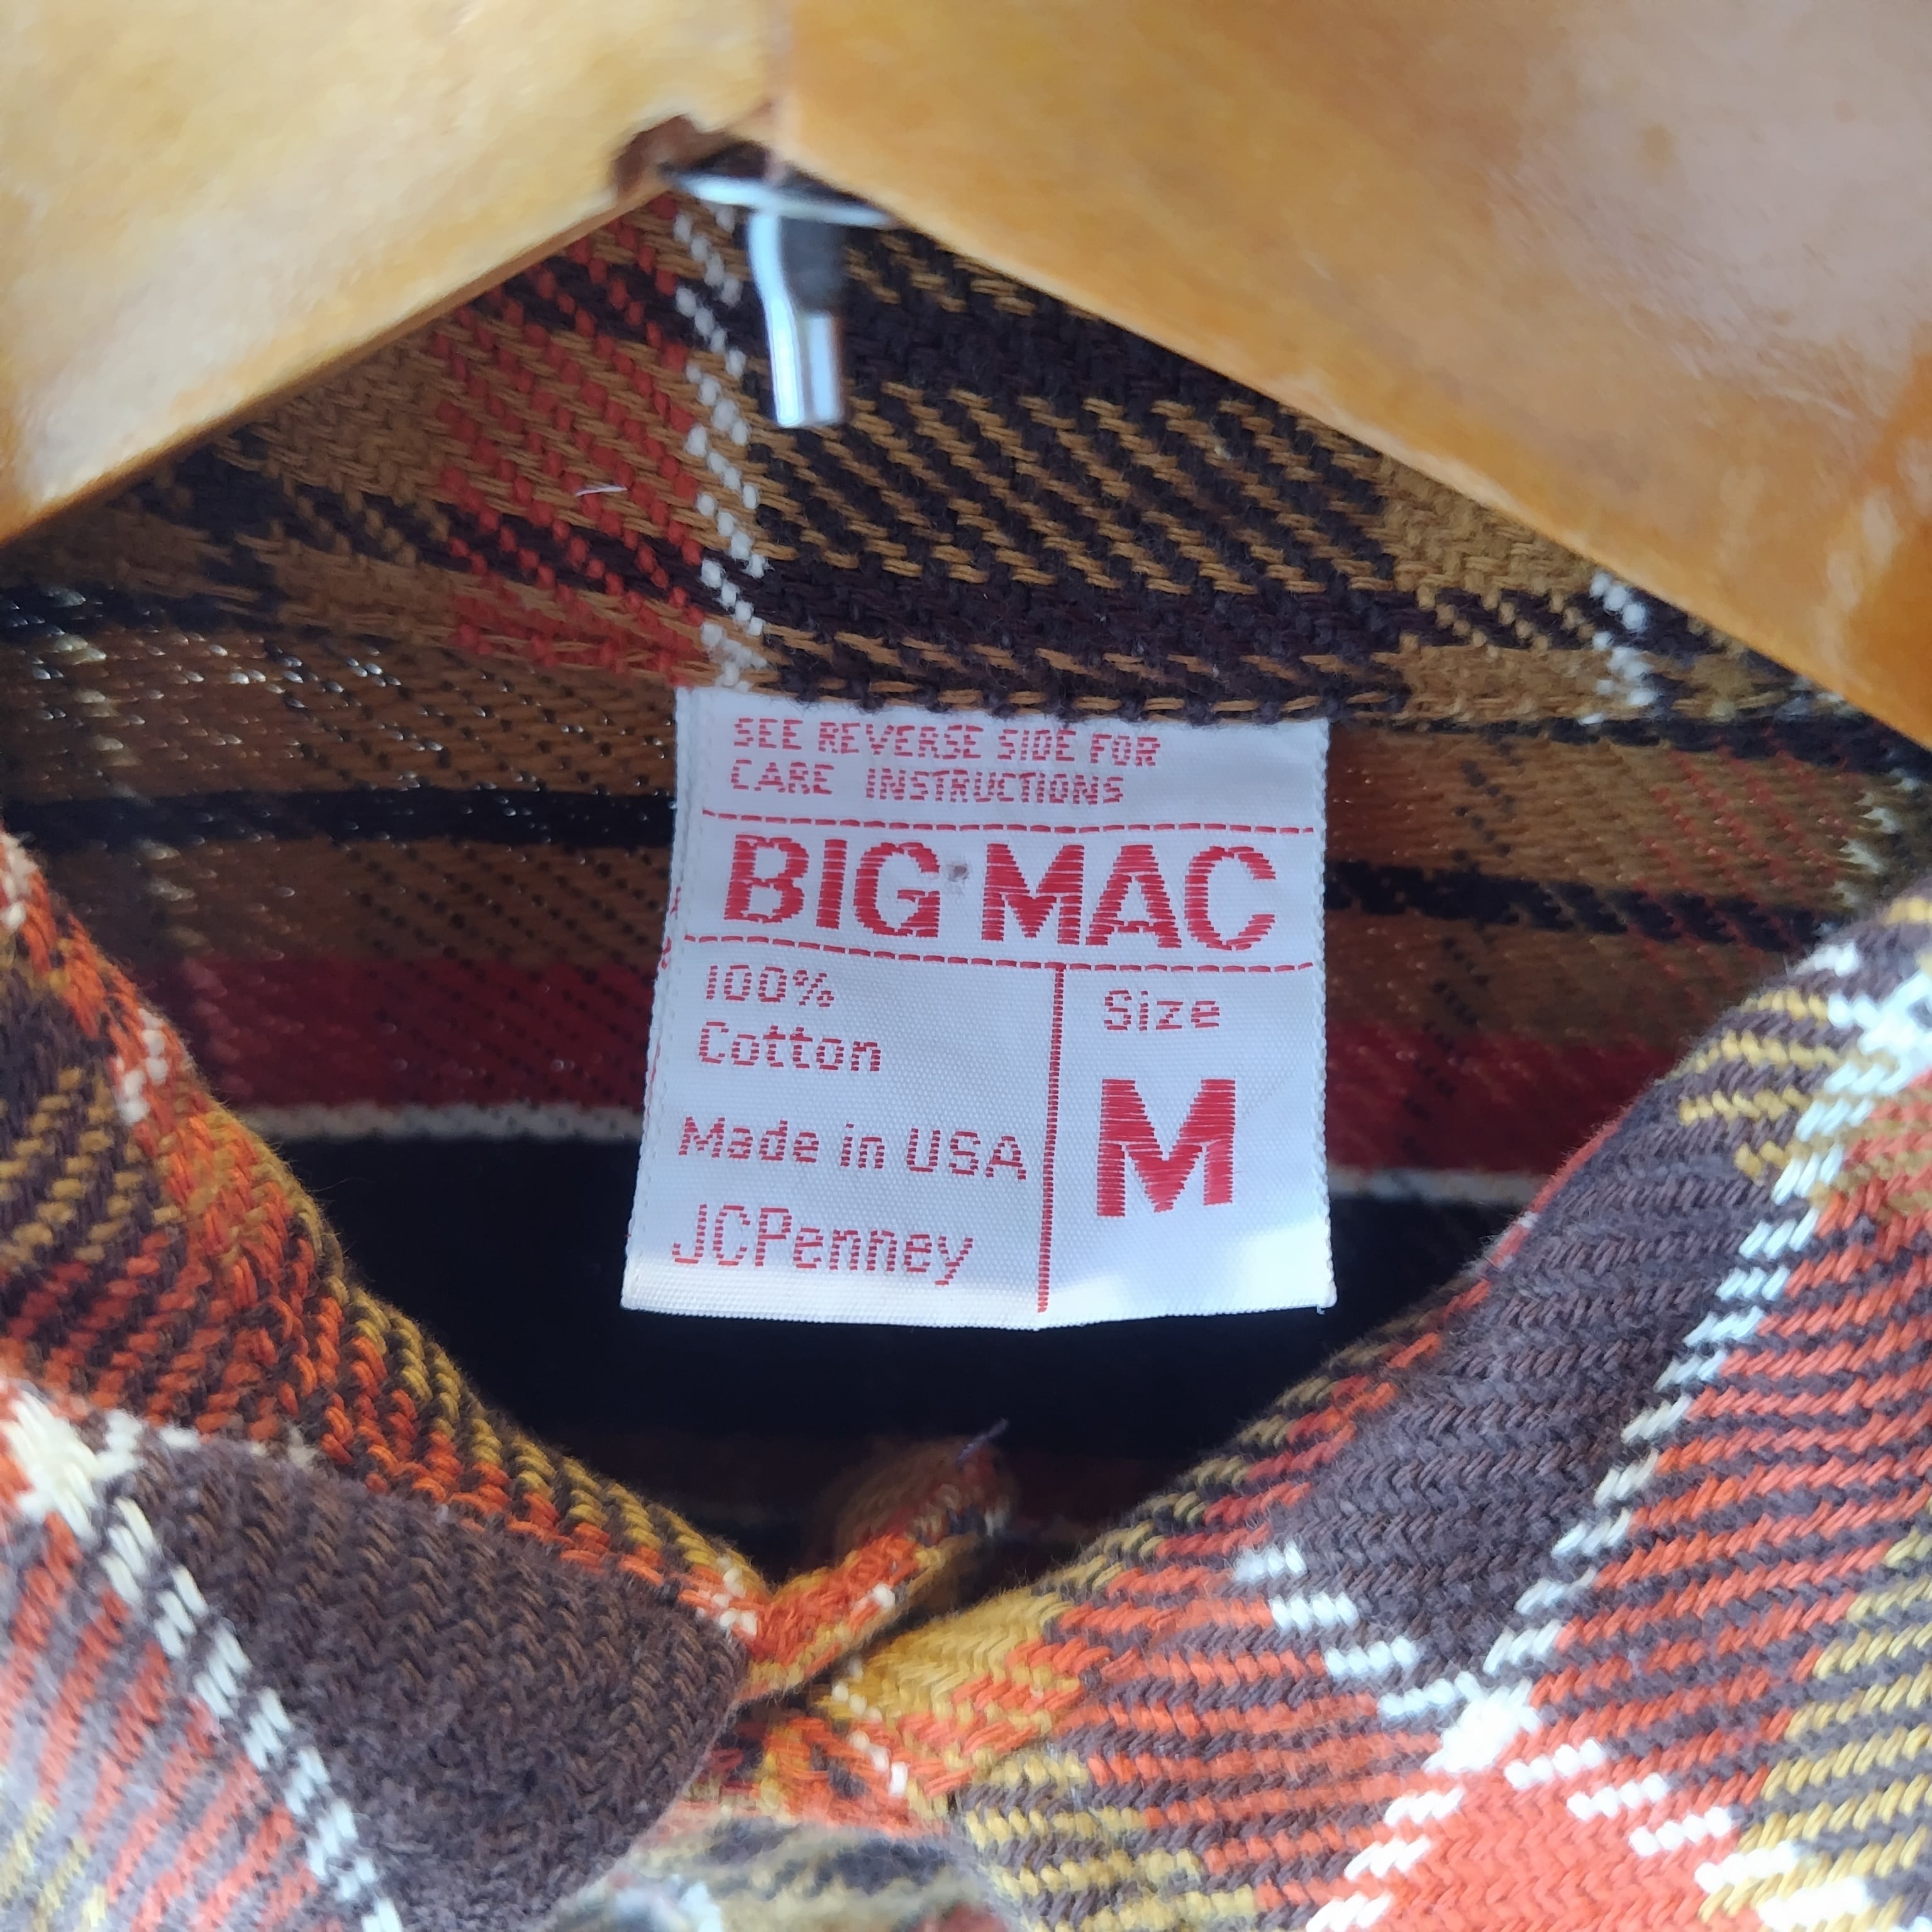 SEE REVERSE SIDE FOR
CARE INSTRUCTIONS
BIG MAC
100%
Cotton
Made in USA
JCPenney
Size
M